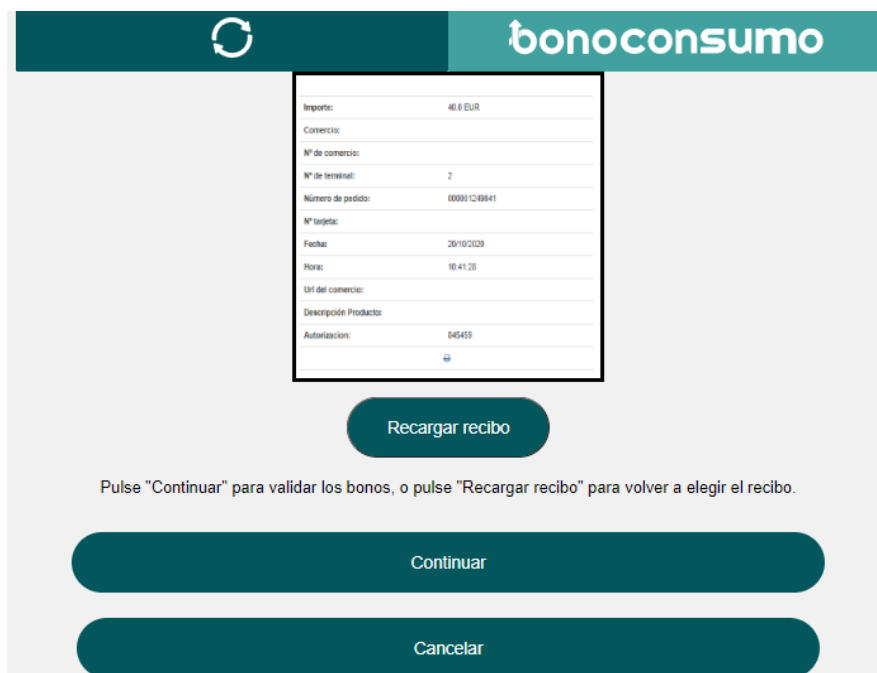 bonoconsumo
Importe: 40.0 EUR
Comercio:
Nº de comercio:
Nº de terminal: 2
Número de pedido: 000001249841
Nº tarjeta:
Fecha: 20/10/2020
Hora: 10:41:28
Url del comercio:
Descripción Producto:
Autorizacion: 045459
Recargar recibo
Pulse "Continuar" para validar los bonos, o pulse "Recargar recibo" para volver a elegir el recibo.
Continuar
Cancelar